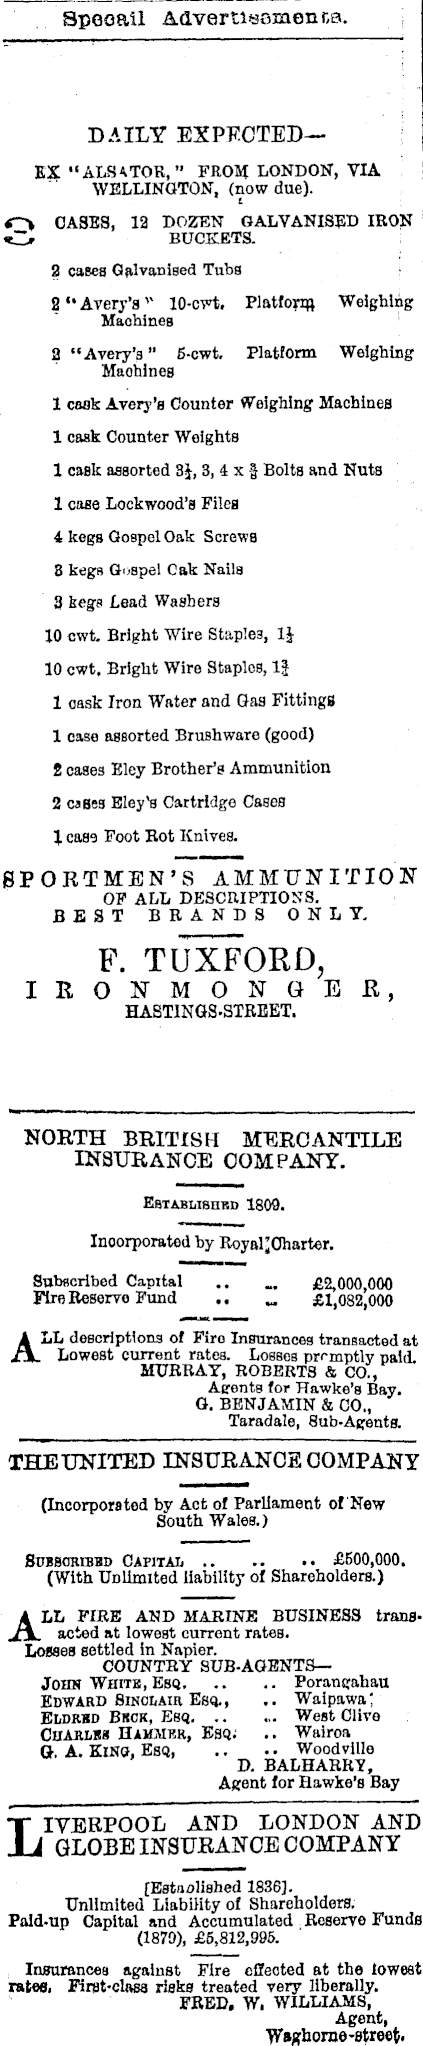 Speoail Advertisements.
DAILY EXPECTED—
EX "ALSATOR," FROM LONDON, VIA
WELLINGTON, (now due).
3 CASES, 12 DOZEN GALVANISED IRON
BUCKETS.
2 cases Galvanised Tubs
2 "Avery's" 10-cwt. Platform Weighing
Machines
2 "Avery's" 5-cwt. Platform Weighing
Machines
1 cask Avery's Counter Weighing Machines
1 cask Counter Weights
1 cask assorted 3½, 3, 4 x ⅜ Bolts and Nuts
1 case Lockwood's Files
4 kegs Gospel Oak Screws
3 kegs Gospel Oak Nails
3 kegs Lead Washers
10 cwt. Bright Wire Staples, 1½
10 cwt. Bright Wire Staples, 1¾
1 cask Iron Water and Gas Fittings
1 case assorted Brushware (good)
2 cases Eley Brother's Ammunition
2 cases Eley's Cartridge Cases
1 case Foot Rot Knives.
SPORTMEN'S AMMUNITION
OF ALL DESCRIPTIONS.
BEST BRANDS ONLY.
F. TUXFORD,
IRONMONGER,
HASTINGS-STREET.
NORTH BRITISH MERCANTILE
INSURANCE COMPANY.
ESTABLISHED 1809.
Incorporated by Royal Charter.
Subscribed Capital .. .. £2,000,000
Fire Reserve Fund .. .. £1,082,000
ALL descriptions of Fire Insurances transacted at
Lowest current rates. Losses promptly paid.
MURRAY, ROBERTS & CO.,
Agents for Hawke's Bay.
G. BENJAMIN & CO.,
Taradale, Sub-Agents.
THE UNITED INSURANCE COMPANY
(Incorporated by Act of Parliament of New
South Wales.)
SUBSCRIBED CAPITAL .. .. .. £500,000.
(With Unlimited liability of Shareholders.)
ALL FIRE AND MARINE BUSINESS trans-
acted at lowest current rates.
Losses settled in Napier.
COUNTRY SUB-AGENTS—
JOHN WHITE, ESQ. .. .. Porangahau
EDWARD SINCLAIR ESQ., .. Waipawa
ELDRED BECK, ESQ. .. .. West Clive
CHARLES HAMMER, ESQ. .. Wairoa
G. A. KING, ESQ, .. .. Woodville
D. BALHARRY,
Agent for Hawke's Bay
LIVERPOOL AND LONDON AND
GLOBE INSURANCE COMPANY
[Established 1836].
Unlimited Liability of Shareholders.
Paid-up Capital and Accumulated Reserve Funds
(1879), £5,812,995.
Insurances against Fire effected at the lowest
rates. First-class risks treated very liberally.
FRED. W. WILLIAMS,
Agent,
Waghorne-street.